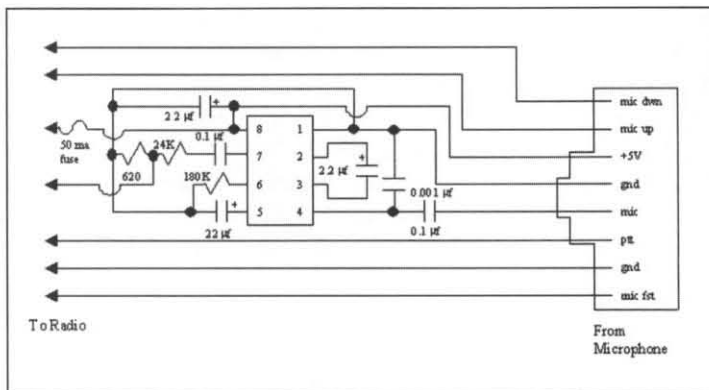 mic dwn
mic up
+5V
gnd
mic
ptt
gnd
mic fst
2.2 µf
+
50 ma
fuse
620
24K
0.1 µf
180K
22 µf
+
8 1
7 2
6 3
5 4
2.2 µf
+
0.001 µf
0.1 µf
To Radio
From
Microphone